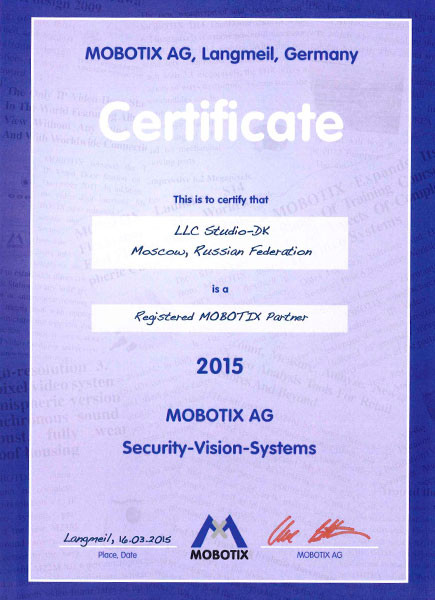 MOBOTIX AG, Langmeil, Germany
Certificate
This is to certify that
LLC Studio-DK
Moscow, Russian Federation
is a
Registered MOBOTIX Partner
2015
MOBOTIX AG
Security-Vision-Systems
Langmeil, 16.03.2015
Place, Date
MOBOTIX
MOBOTIX AG